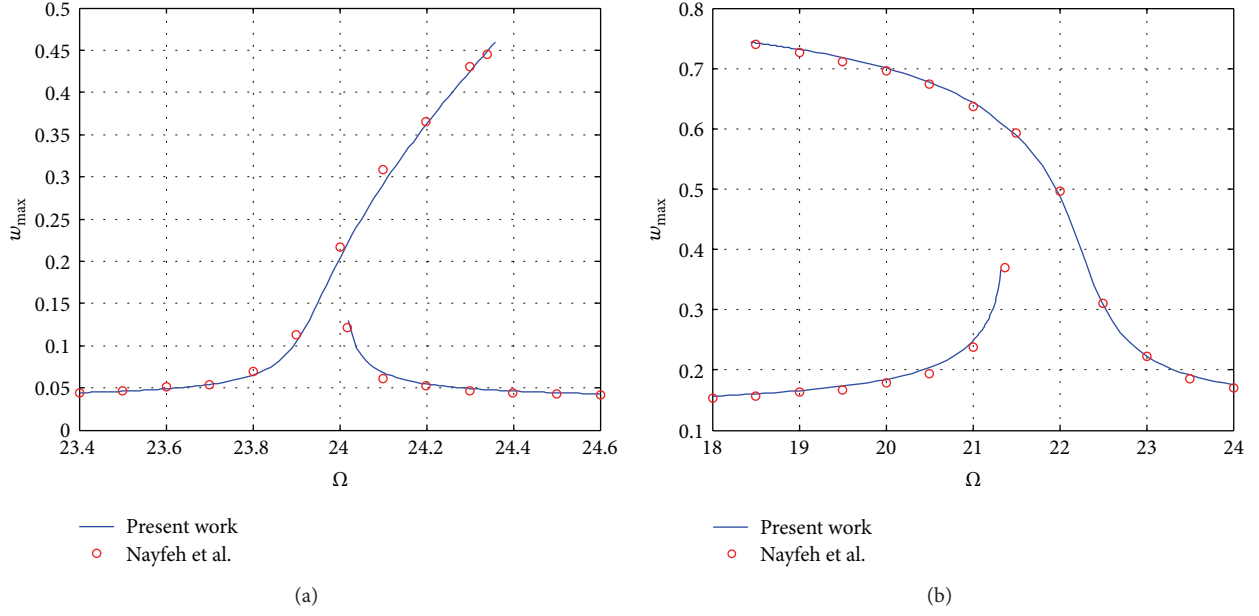 0.5
0.45
0.4
0.35
0.3
0.25
0.2
0.15
0.1
0.05
0
w_max
23.4 23.6 23.8 24 24.2 24.4 24.6
Ω
Present work
Nayfeh et al.
(a)
0.8
0.7
0.6
0.5
0.4
0.3
0.2
0.1
w_max
18 19 20 21 22 23 24
Ω
Present work
Nayfeh et al.
(b)